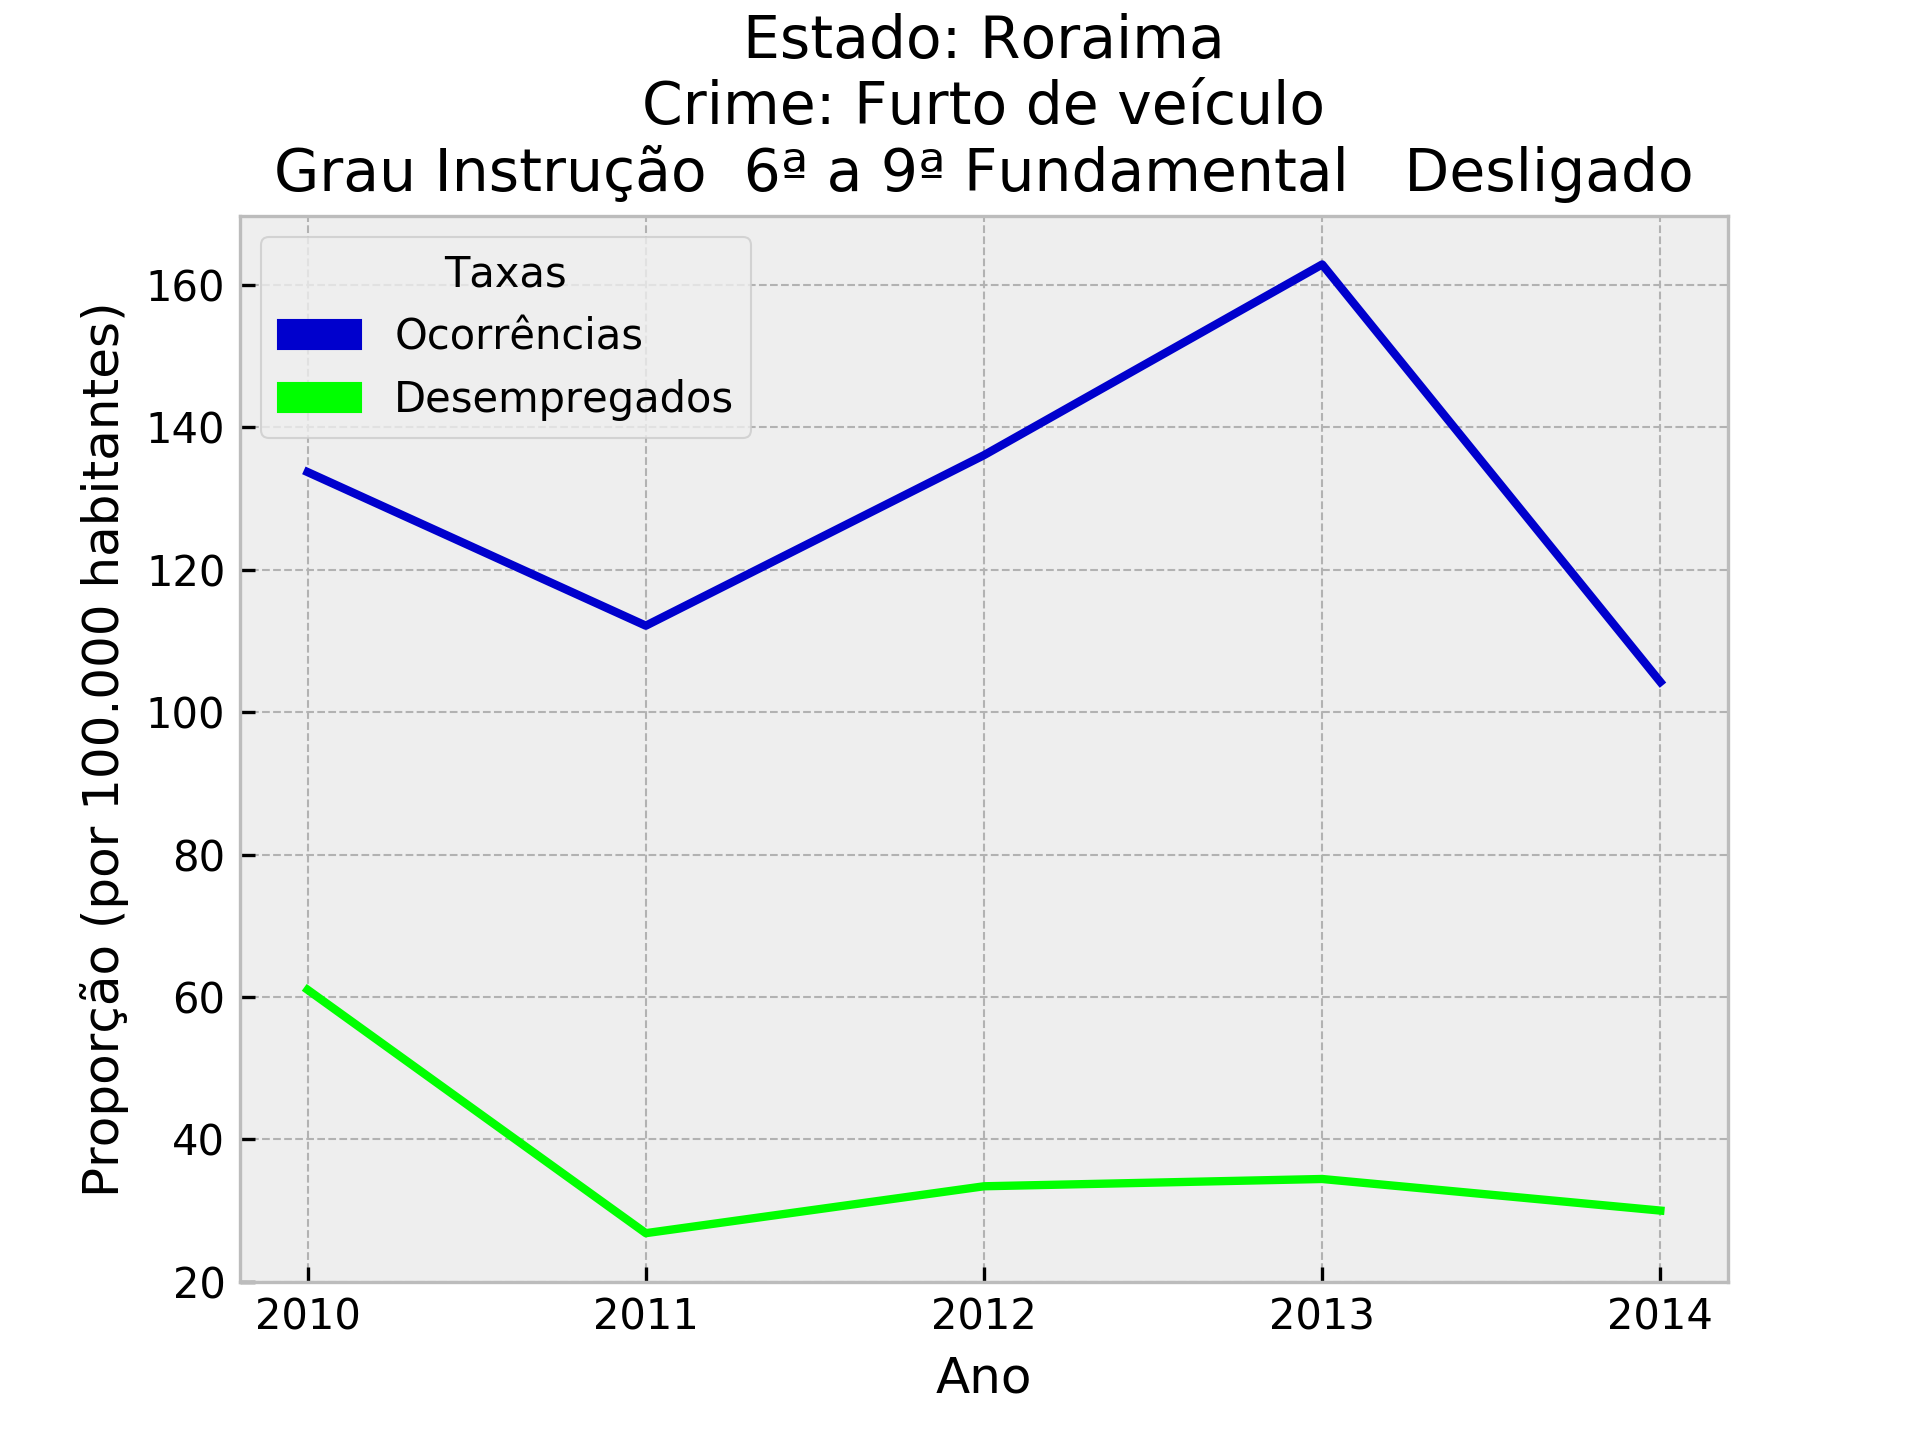 Estado: Roraima
Crime: Furto de veículo
Grau Instrução  6ª a 9ª Fundamental   Desligado
Taxas
Ocorrências
Desempregados
Proporção (por 100.000 habitantes)
160
140
120
100
80
60
40
20
2010 2011 2012 2013 2014
Ano